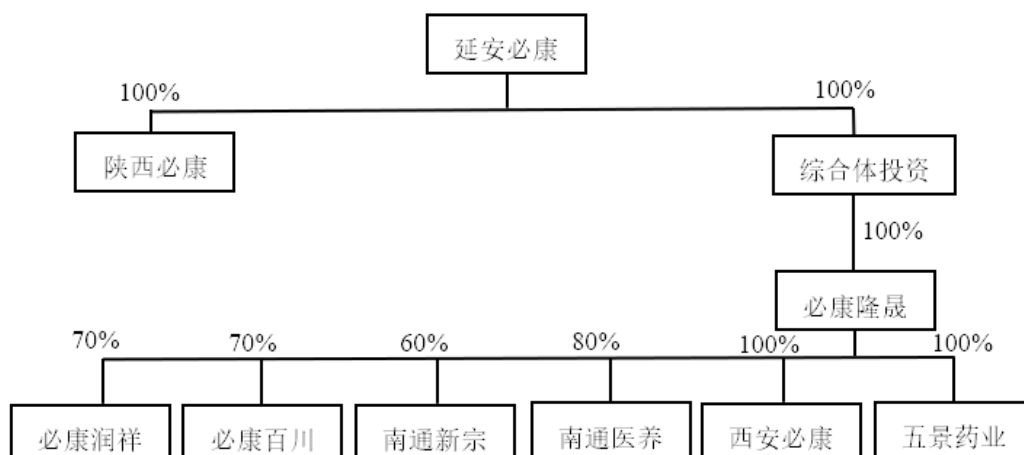 延安必康
100%
100%
陕西必康
综合体投资
100%
必康隆晟
70%
70%
60%
80%
100%
100%
必康润祥
必康百川
南通新宗
南通医养
西安必康
五景药业